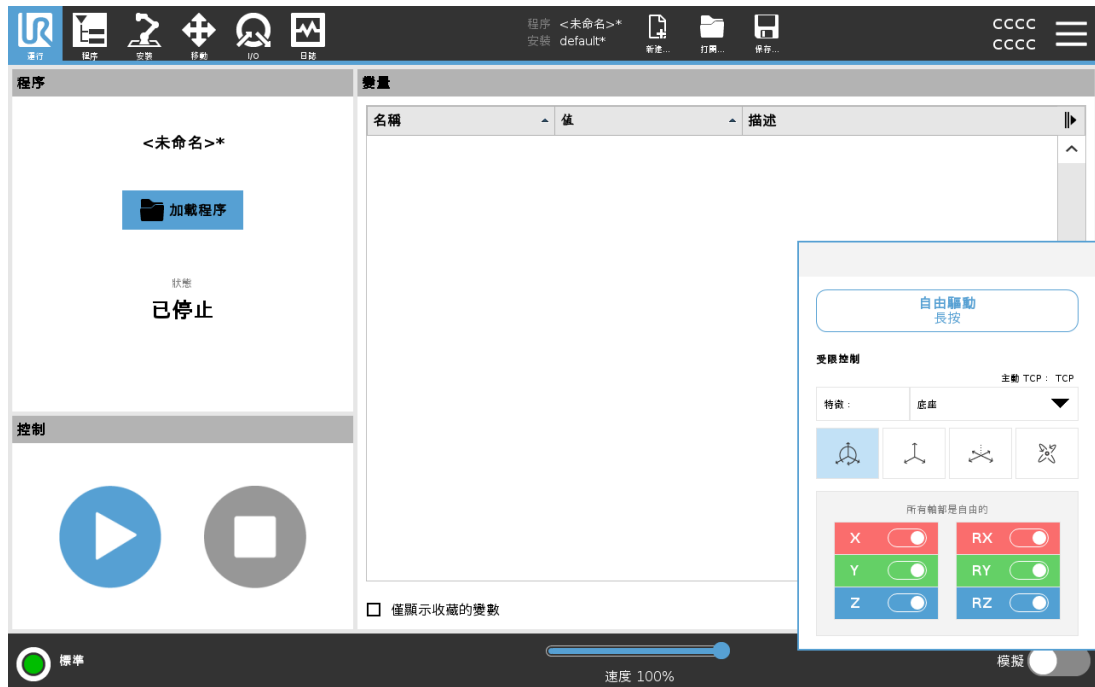 UR
運行
程序
安裝
移動
I/O
日誌
程序 <未命名>*
安裝 default*
新建...
打開...
保存...
CCCC
CCCC
程序
<未命名>*
加載程序
狀態
已停止
控制
變量
名稱
值
描述
僅顯示收藏的變數
自由驅動
長按
受限控制
主動 TCP： TCP
特徵： 底座
所有軸都是自由的
X RX
Y RY
Z RZ
標準
速度 100%
模擬